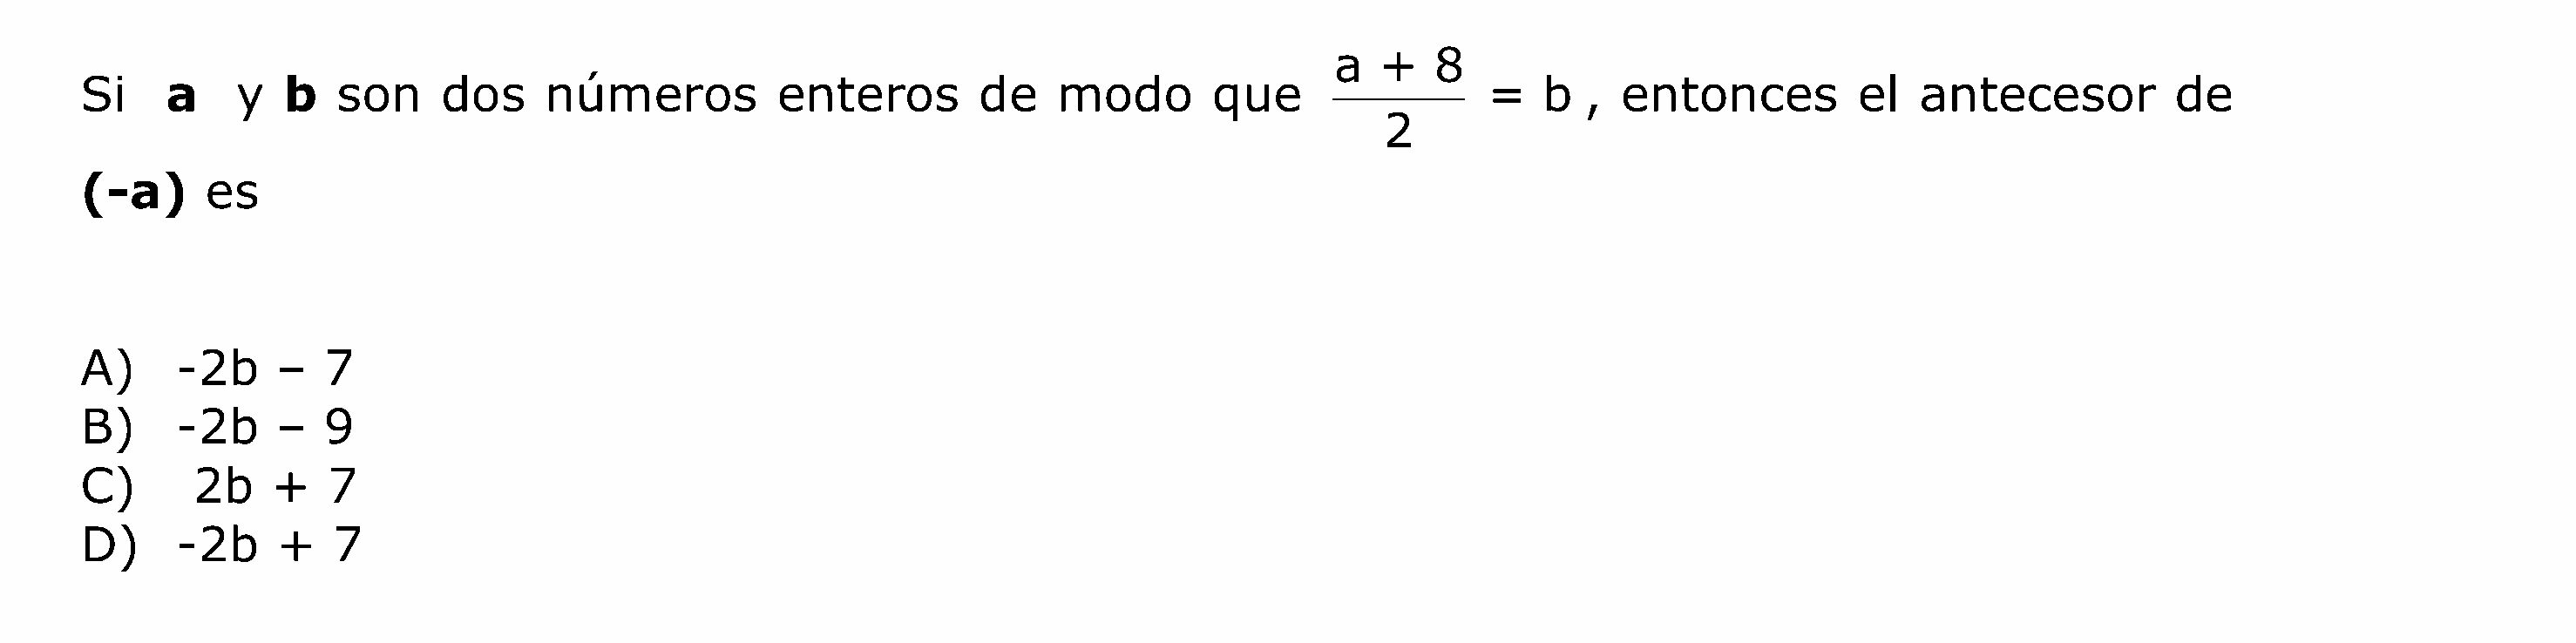 Si a y b son dos números enteros de modo que \frac{a + 8}{2} = b , entonces el antecesor de
(-a) es
A) -2b – 7
B) -2b – 9
C) 2b + 7
D) -2b + 7